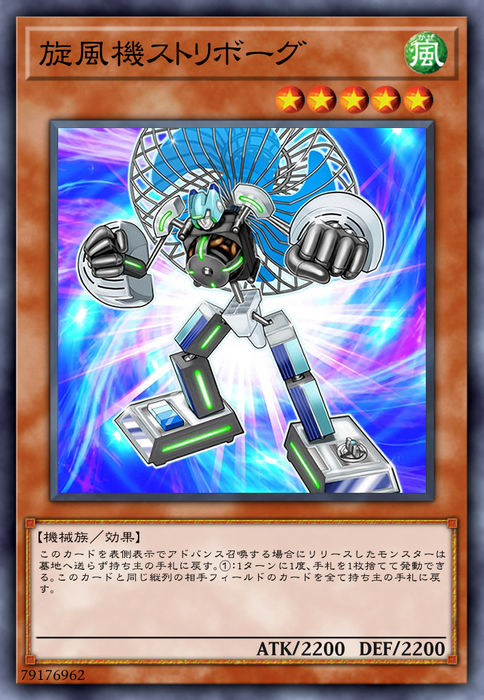 旋風機ストリボーグ
かぜ
風
【機械族／効果】
このカードを表側表示でアドバンス召喚する場合にリリースしたモンスターは
墓地へ送らず持ち主の手札に戻す。①:1ターンに1度、手札を1枚捨てて発動でき
る。このカードと同じ縦列の相手フィールドのカードを全て持ち主の手札に戻
す。
ATK/2200 DEF/2200
79176962